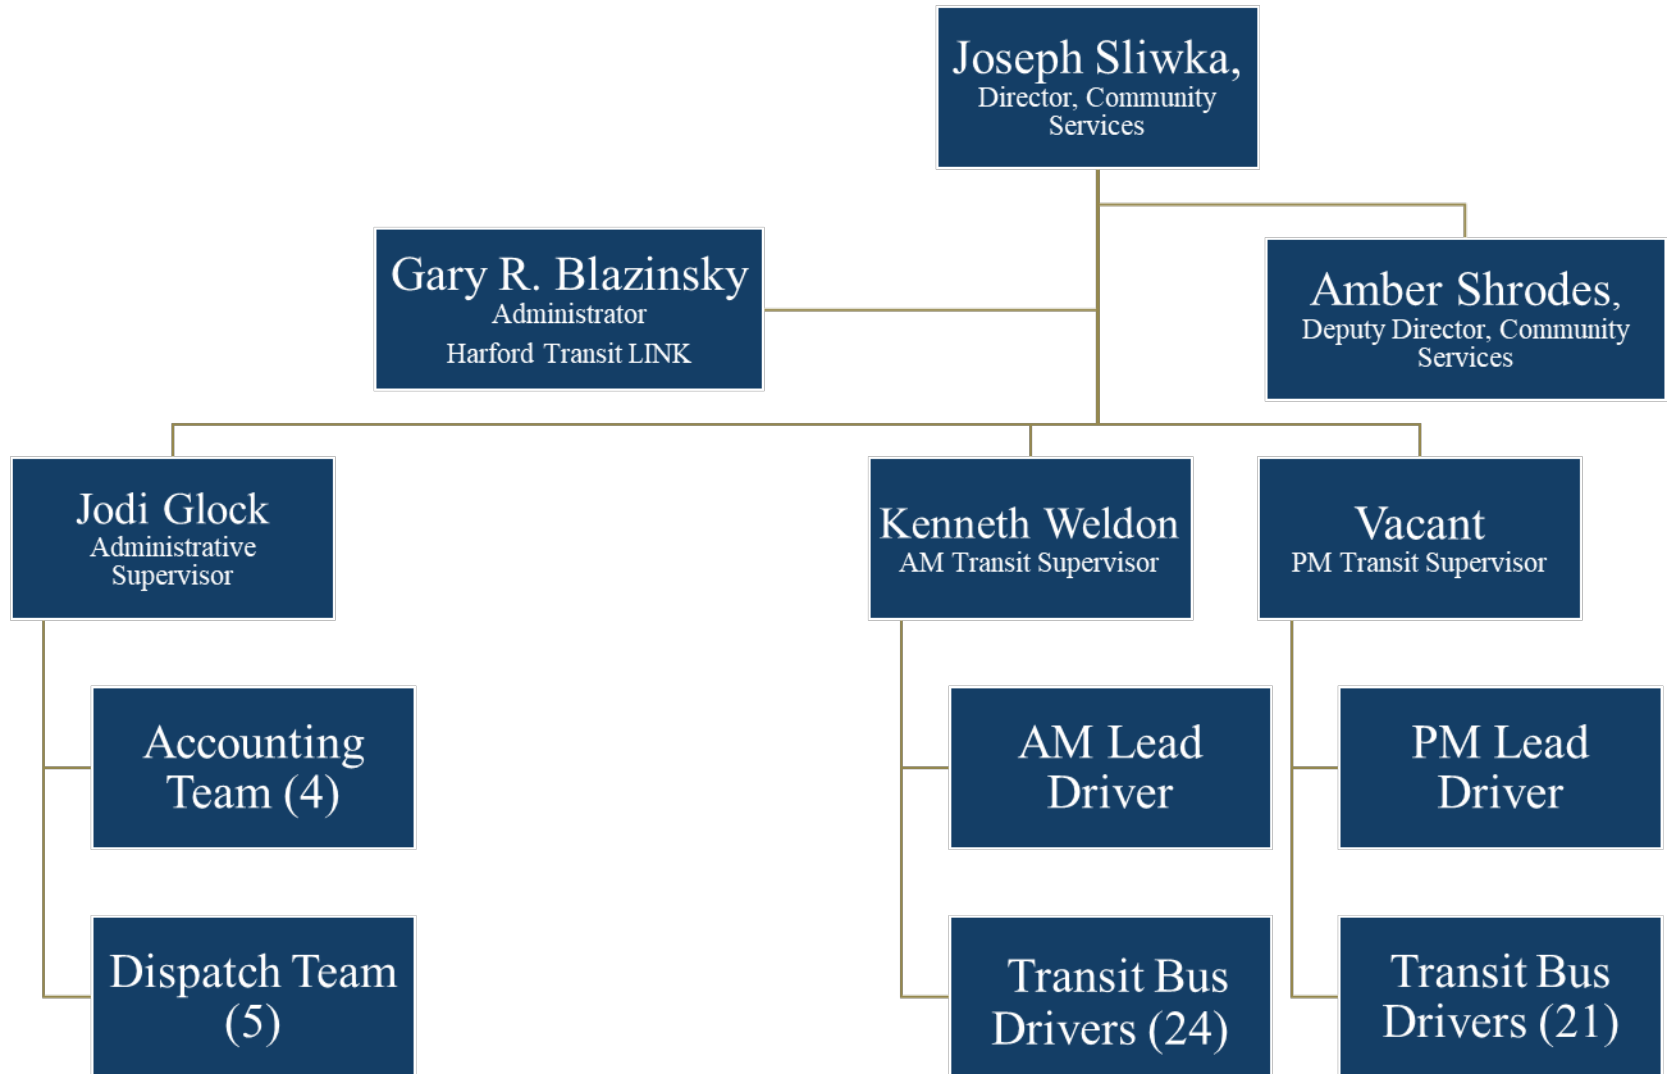 Joseph Sliwka,
Director, Community
Services
Gary R. Blazinsky
Administrator
Harford Transit LINK
Amber Shrodes,
Deputy Director, Community
Services
Jodi Glock
Administrative
Supervisor
Kenneth Weldon
AM Transit Supervisor
Vacant
PM Transit Supervisor
Accounting
Team (4)
AM Lead
Driver
PM Lead
Driver
Dispatch Team
(5)
Transit Bus
Drivers (24)
Transit Bus
Drivers (21)